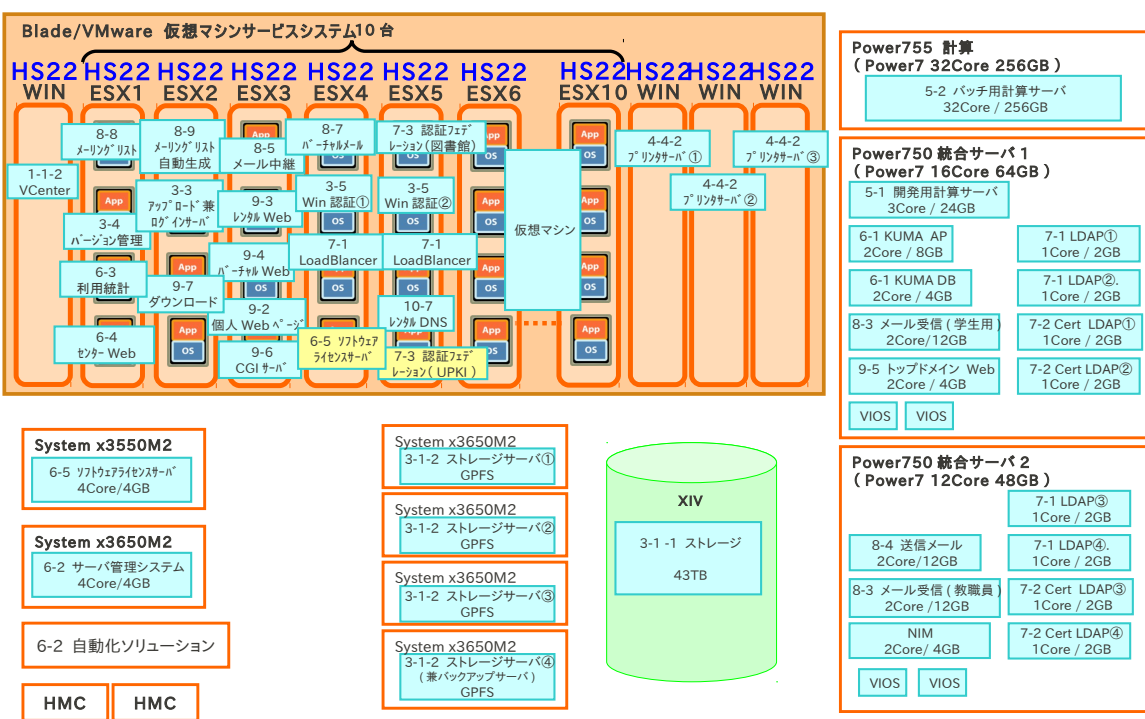 Blade/VMware 仮想マシンサービスシステム10 台
HS22 HS22 HS22 HS22 HS22 HS22 HS22 HS22 HS22 HS22 HS22
WIN ESX1 ESX2 ESX3 ESX4 ESX5 ESX6 ESX10 WIN WIN WIN
1-1-2
VCenter
8-8
ﾒｰﾘﾝｸﾞﾘｽﾄ
App
3-4
ﾊﾞｰｼﾞｮﾝ管理
6-3
利用統計
6-4
ｾﾝﾀｰ Web
8-9
ﾒｰﾘﾝｸﾞﾘｽﾄ
自動生成
3-3
ｱｯﾌﾟﾛｰﾄﾞ兼
ﾛｸﾞｲﾝｻｰﾊﾞ
App
9-7
ﾀﾞｳﾝﾛｰﾄﾞ
App
OS
App
8-5
メール中継
9-3
ﾚﾝﾀﾙ Web
9-4
ﾊﾞｰﾁｬﾙ Web
OS
9-2
個人 Web ﾍﾟｰｼﾞ
9-6
CGI ｻｰﾊﾞ
8-7
ﾊﾞｰﾁｬﾙﾒｰﾙ
OS
3-5
Win 認証①
OS
7-1
LoadBlancer
OS
6-5 ｿﾌﾄｳｪｱ
ﾗｲｾﾝｽｻｰﾊﾞ
7-3 認証ﾌｪﾃﾞ
ﾚｰｼｮﾝ(図書館)
OS
3-5
Win 認証②
OS
7-1
LoadBlancer
OS
10-7
ﾚﾝﾀﾙ DNS
7-3 認証ﾌｪﾃﾞ
ﾚｰｼｮﾝ( UPKI )
App
OS
App
OS
App
OS
App
OS
仮想マシン
App
OS
App
OS
App
OS
App
OS
4-4-2
ﾌﾟﾘﾝﾀｻｰﾊﾞ①
4-4-2
ﾌﾟﾘﾝﾀｻｰﾊﾞ②
4-4-2
ﾌﾟﾘﾝﾀｻｰﾊﾞ③
Power755 計算
( Power7 32Core 256GB )
5-2 バッチ用計算サーバ
32Core / 256GB
Power750 統合サーバ 1
( Power7 16Core 64GB )
5-1 開発用計算サーバ
3Core / 24GB
6-1 KUMA AP
2Core / 8GB
7-1 LDAP①
1Core / 2GB
6-1 KUMA DB
2Core / 4GB
7-1 LDAP②.
1Core / 2GB
8-3 メール受信 ( 学生用 )
2Core/12GB
7-2 Cert LDAP①
1Core / 2GB
9-5 トップドメイン Web
2Core / 4GB
7-2 Cert LDAP②
1Core / 2GB
VIOS VIOS
Power750 統合サーバ 2
( Power7 12Core 48GB )
7-1 LDAP③
1Core / 2GB
8-4 送信メール
2Core/12GB
7-1 LDAP④.
1Core / 2GB
8-3 メール受信 ( 教職員 )
2Core /12GB
7-2 Cert LDAP③
1Core / 2GB
NIM
2Core/ 4GB
7-2 Cert LDAP④
1Core / 2GB
VIOS VIOS
System x3550M2
6-5 ｿﾌﾄｳｪｱﾗｲｾﾝｽｻｰﾊﾞ
4Core/4GB
System x3650M2
6-2 サーバ管理システム
4Core/4GB
6-2 自動化ソリューション
HMC HMC
System x3650M2
3-1-2 ストレージサーバ①
GPFS
System x3650M2
3-1-2 ストレージサーバ②
GPFS
System x3650M2
3-1-2 ストレージサーバ③
GPFS
System x3650M2
3-1-2 ストレージサーバ④
( 兼バックアップサーバ )
GPFS
XIV
3-1 -1 ストレージ
43TB